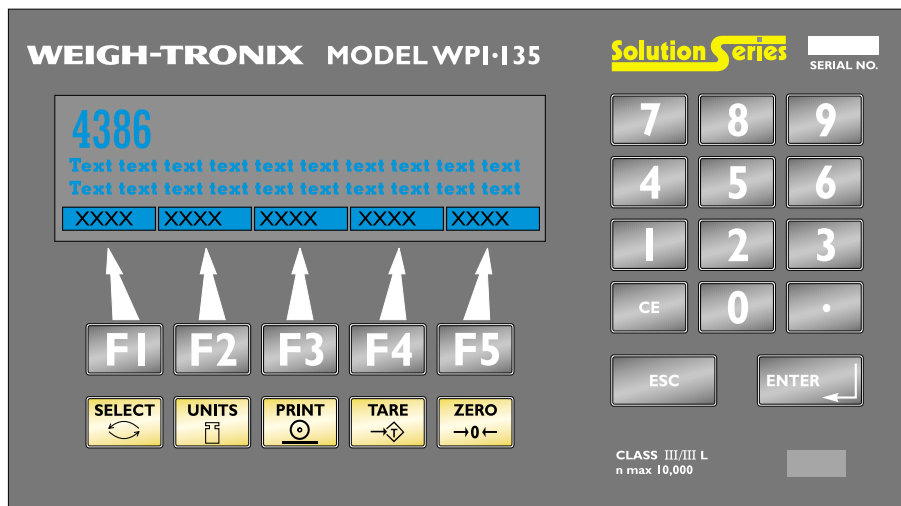 WEIGH-TRONIX MODEL WPI•135
Solution Series
SERIAL NO.
4386
Text text text text text text text text text text
Text text text text text text text text text text
XXXX XXXX XXXX XXXX XXXX
7 8 9
4 5 6
1 2 3
CE 0 •
F1 F2 F3 F4 F5
ESC ENTER
SELECT UNITS PRINT TARE ZERO
T
→0←
CLASS III/III L
n max 10,000